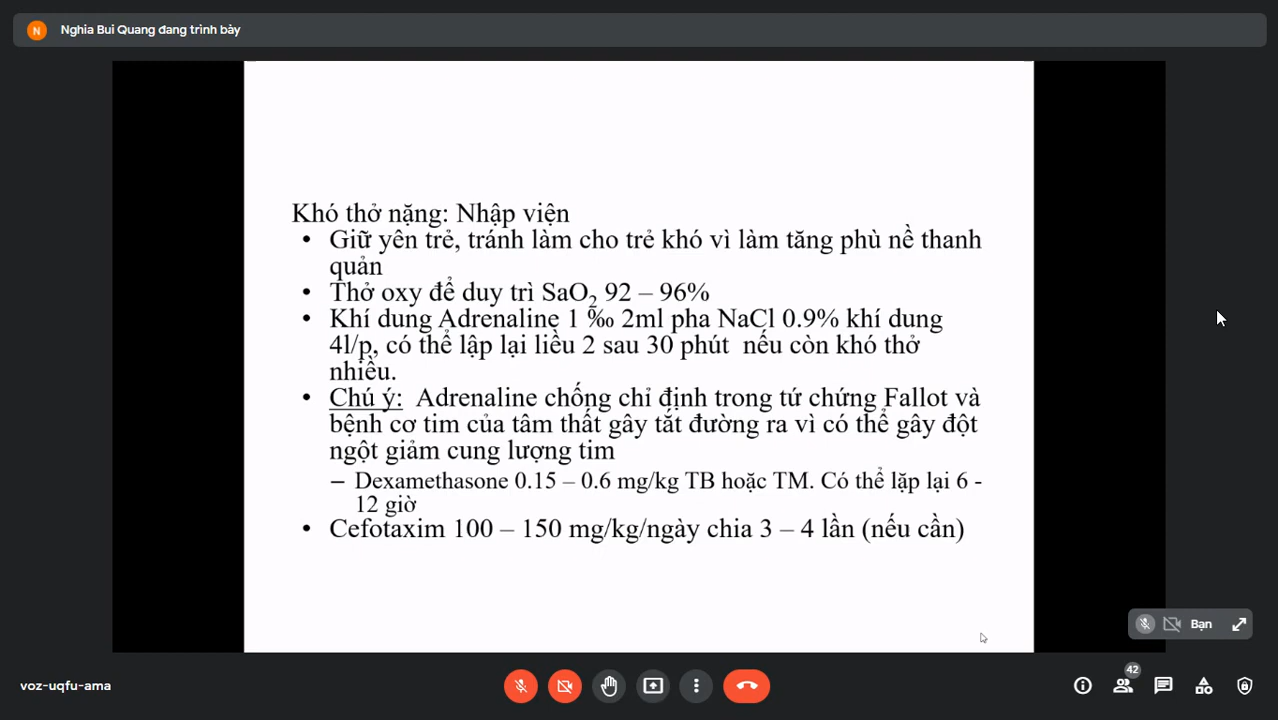 N
Nghia Bui Quang đang trình bày
Khó thở nặng: Nhập viện
• Giữ yên trẻ, tránh làm cho trẻ khó vì làm tăng phù nề thanh
quản
• Thở oxy để duy trì SaO₂ 92 – 96%
• Khí dung Adrenaline 1 ‰ 2ml pha NaCl 0.9% khí dung
4l/p, có thể lập lại liều 2 sau 30 phút nếu còn khó thở
nhiều.
• Chú ý: Adrenaline chống chỉ định trong tứ chứng Fallot và
bệnh cơ tim của tâm thất gây tắt đường ra vì có thể gây đột
ngột giảm cung lượng tim
– Dexamethasone 0.15 – 0.6 mg/kg TB hoặc TM. Có thể lặp lại 6 -
12 giờ
• Cefotaxim 100 – 150 mg/kg/ngày chia 3 – 4 lần (nếu cần)
Bạn
voz-uqfu-ama
42